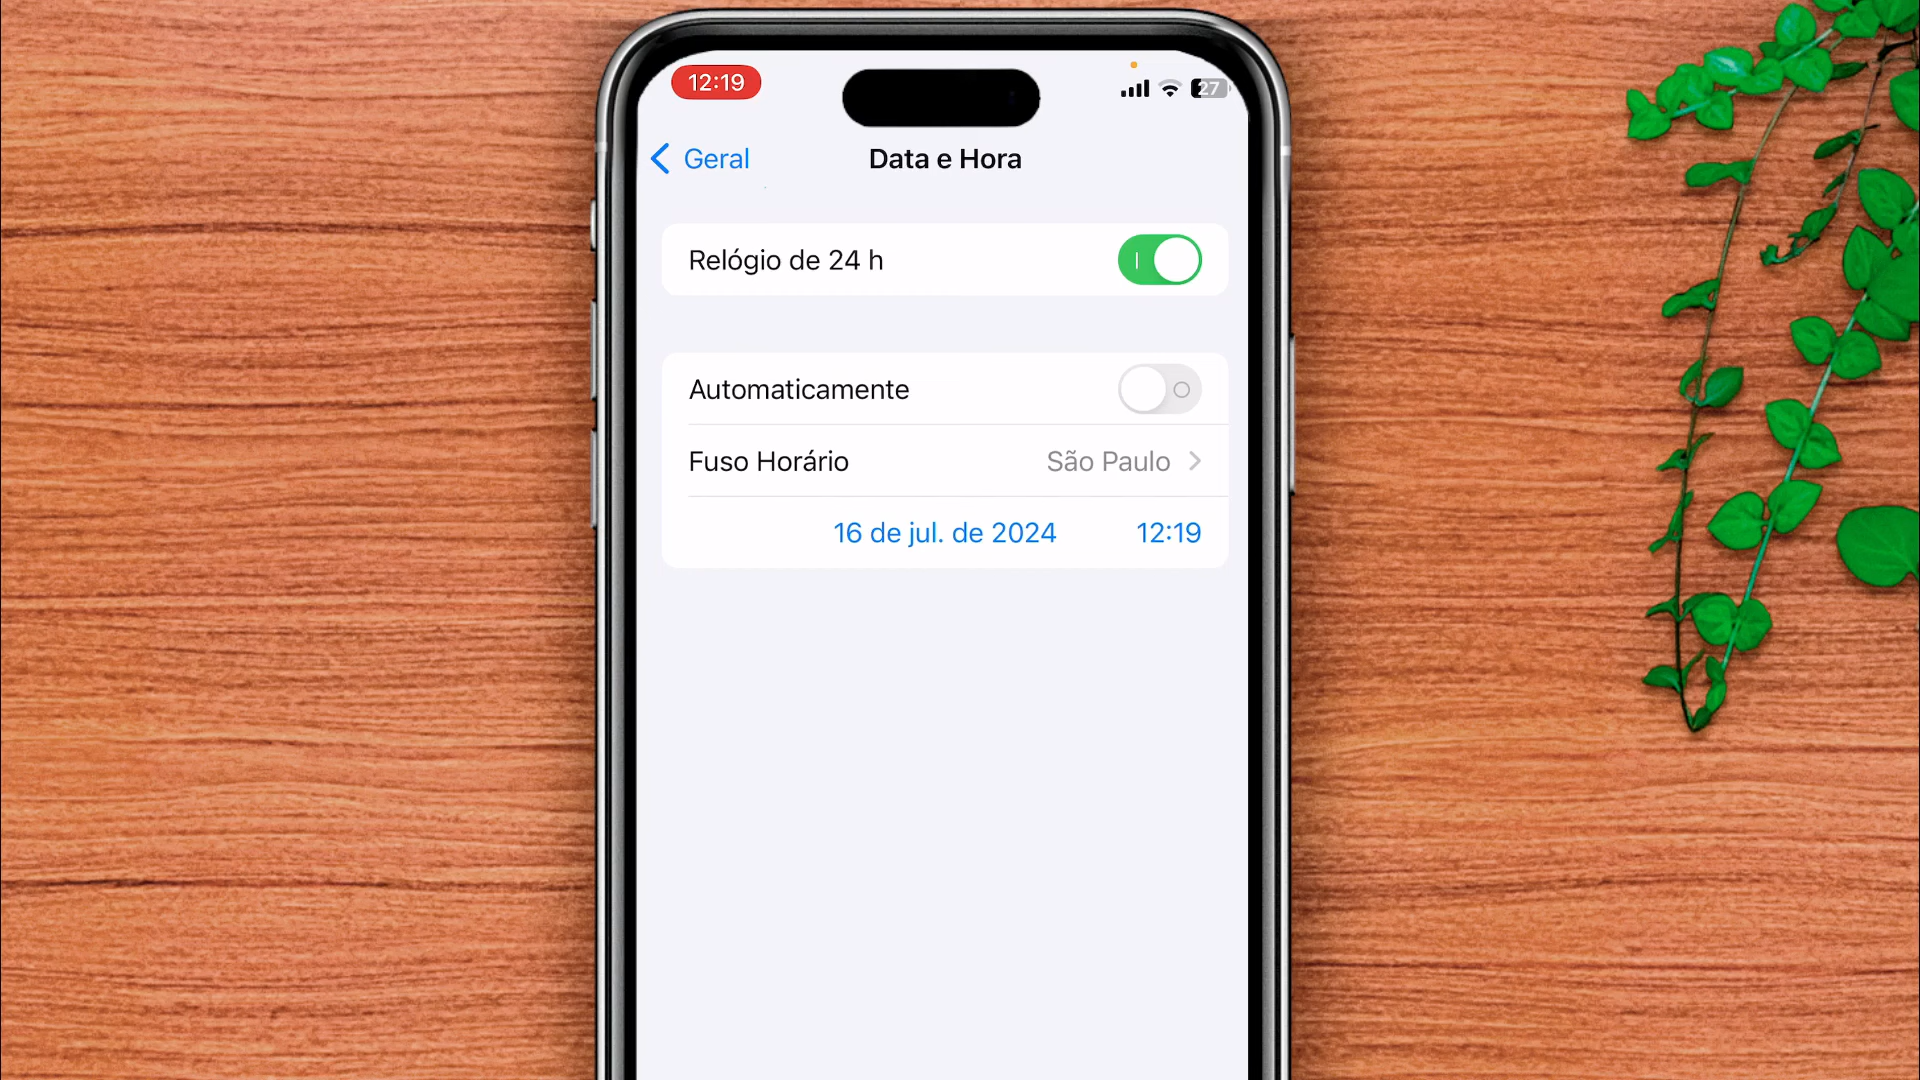 12:19
27
Geral
Data e Hora
Relógio de 24 h
Automaticamente
Fuso Horário São Paulo
16 de jul. de 2024 12:19